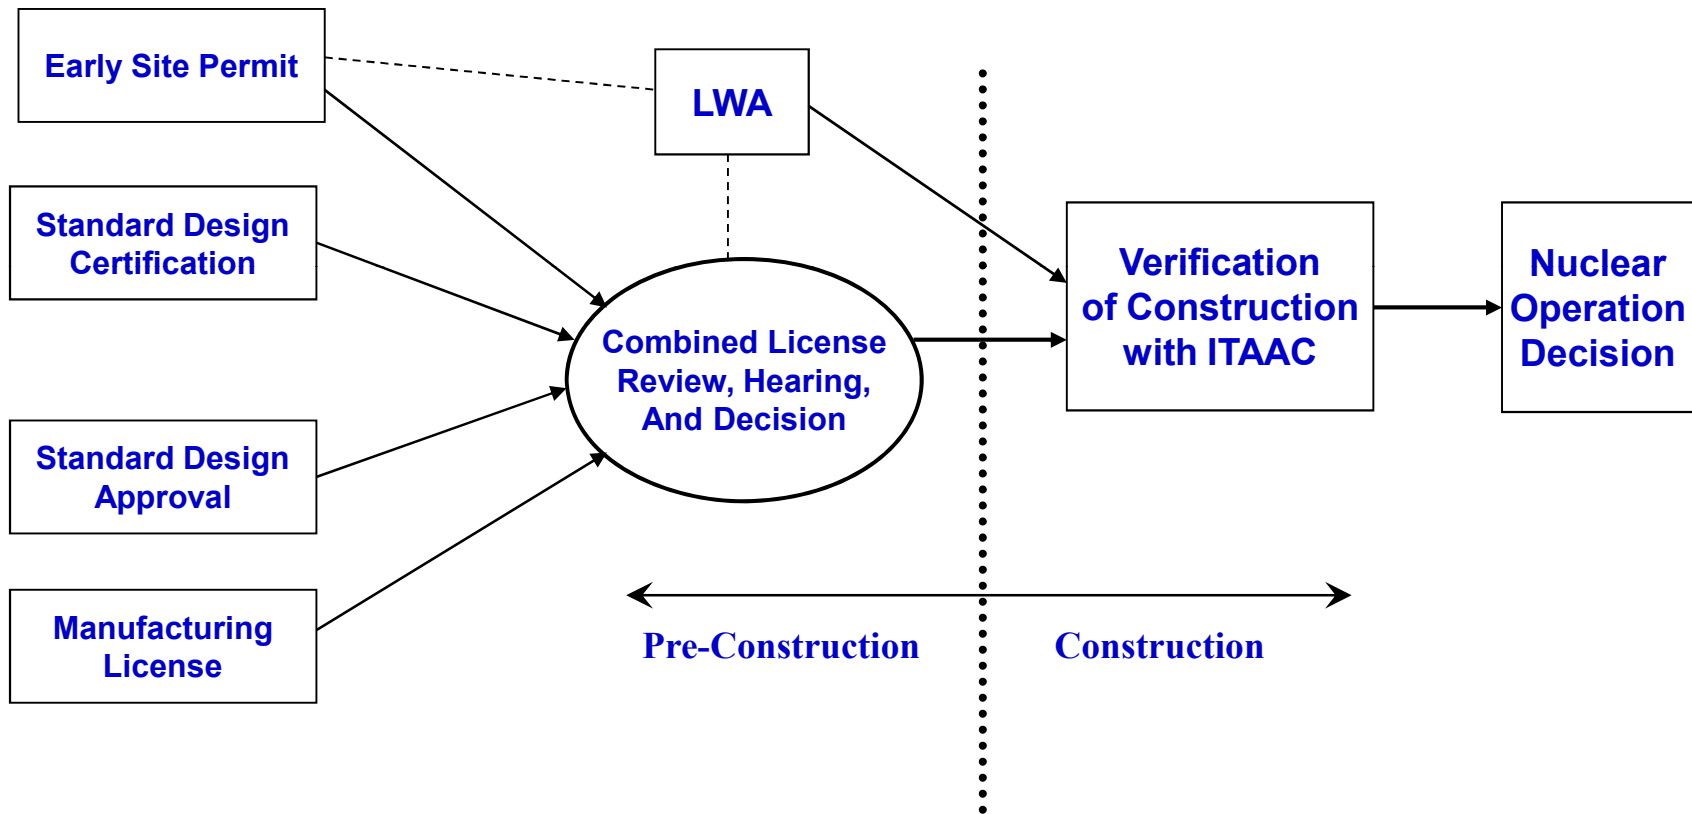 Early Site Permit
LWA
Standard Design
Certification
Standard Design
Approval
Manufacturing
License
Combined License
Review, Hearing,
And Decision
Verification
of Construction
with ITAAC
Nuclear
Operation
Decision
Pre-Construction
Construction